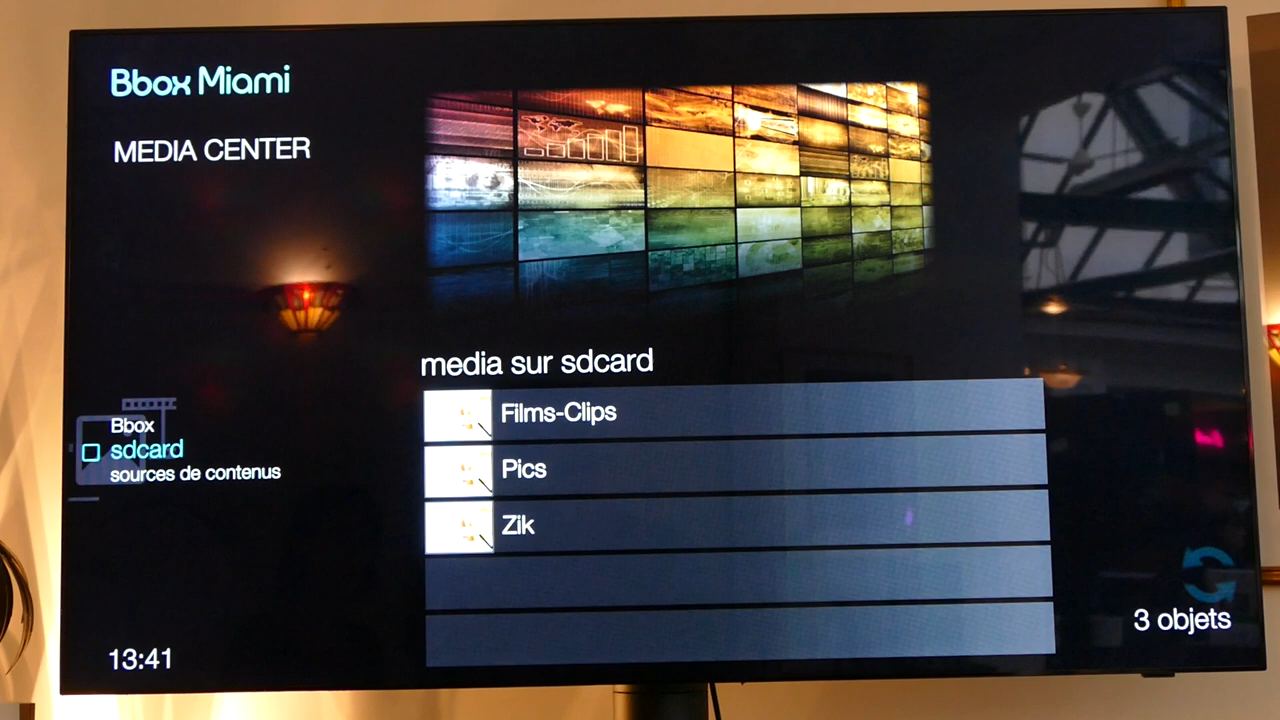 Bbox Miami
MEDIA CENTER
media sur sdcard
Films-Clips
Pics
Zik
Bbox
sdcard
sources de contenus
3 objets
13:41